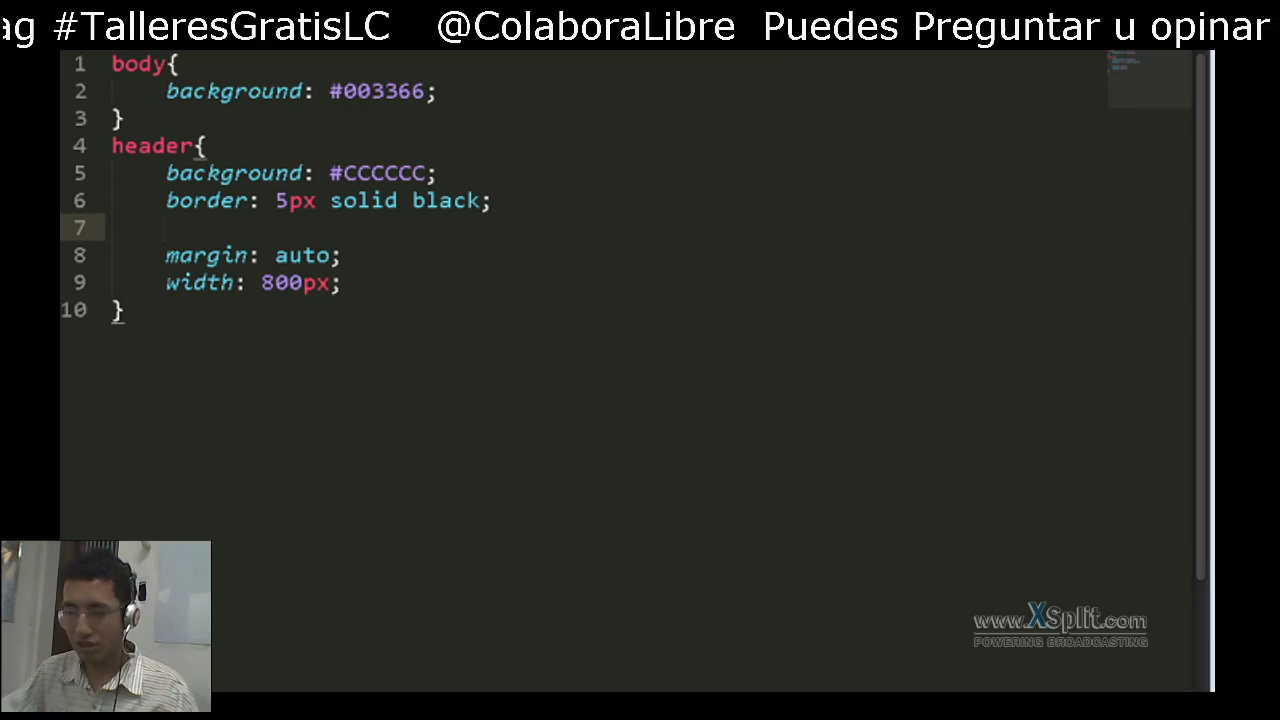 ag #TalleresGratisLC @ColaboraLibre Puedes Preguntar u opinar
1 body{
2 background: #003366;
3 }
4 header{
5 background: #CCCCCC;
6 border: 5px solid black;
7
8 margin: auto;
9 width: 800px;
10 }
www.XSplit.com
POWERING BROADCASTING